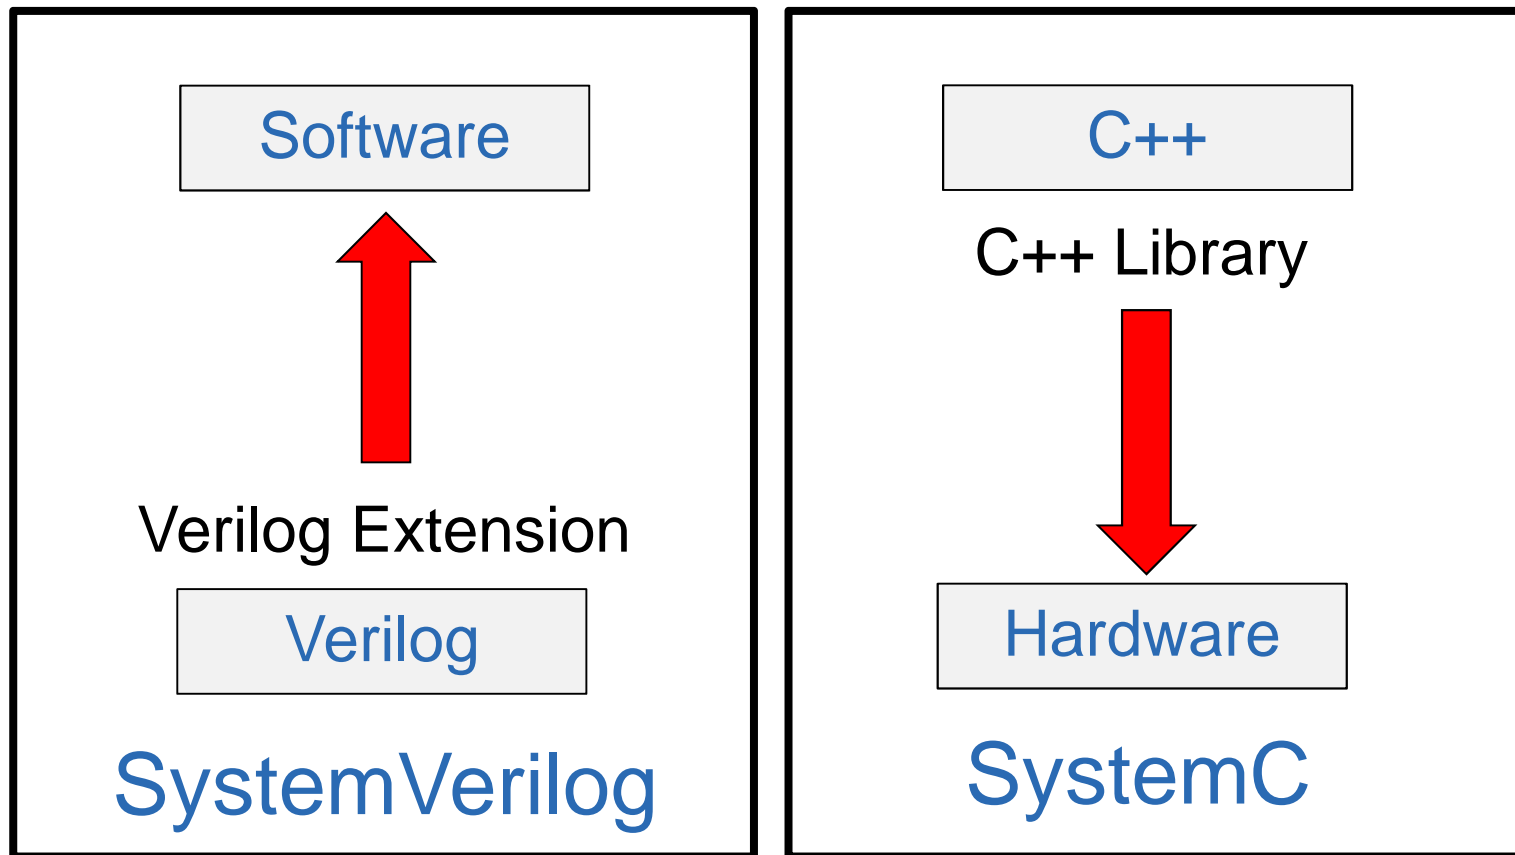 Software
Verilog Extension
Verilog
SystemVerilog
C++
C++ Library
Hardware
SystemC